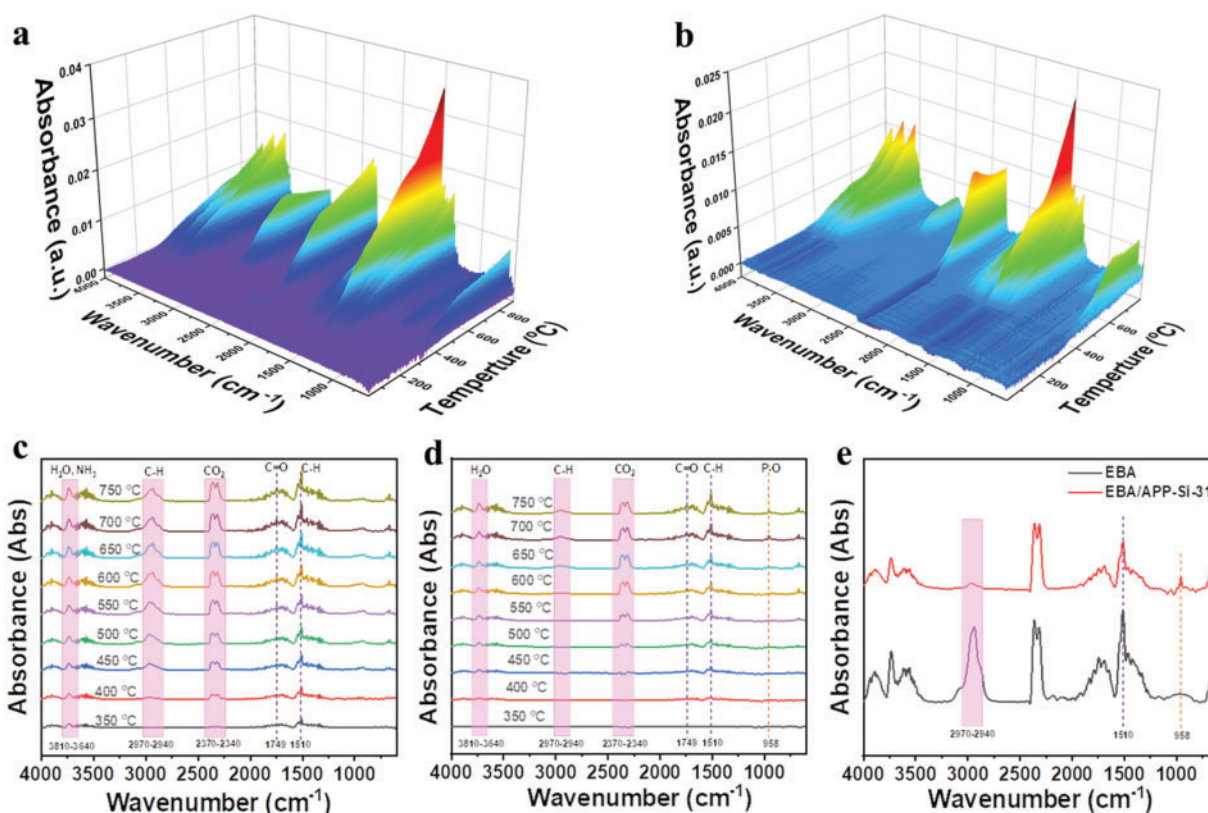 a
Absorbance (a.u.)
0.04
0.03
0.02
0.01
0.00
4000
3500
3000
2500
2000
1500
1000
Wavenumber (cm⁻¹)
200
400
600
800
Temperture (°C)
b
Absorbance (a.u.)
0.025
0.020
0.015
0.010
0.005
0.000
4000
3500
3000
2500
2000
1500
1000
Wavenumber (cm⁻¹)
200
400
600
Temperture (°C)
c
Absorbance (Abs)
H₂O, NH₃ C-H CO₂ C=O C-H
750 °C
700 °C
650 °C
600 °C
550 °C
500 °C
450 °C
400 °C
350 °C
3810-3640 2970-2940 2370-2340 1749 1510
4000 3500 3000 2500 2000 1500 1000
Wavenumber (cm⁻¹)
d
Absorbance (Abs)
H₂O C-H CO₂ C=O C-H P-O
750 °C
700 °C
650 °C
600 °C
550 °C
500 °C
450 °C
400 °C
350 °C
3810-3640 2970-2940 2370-2340 1749 1510 958
4000 3500 3000 2500 2000 1500 1000
Wavenumber (cm⁻¹)
e
Absorbance (Abs)
EBA
EBA/APP-Si-31
2970-2940 1510 958
4000 3500 3000 2500 2000 1500 1000
Wavenumber (cm⁻¹)